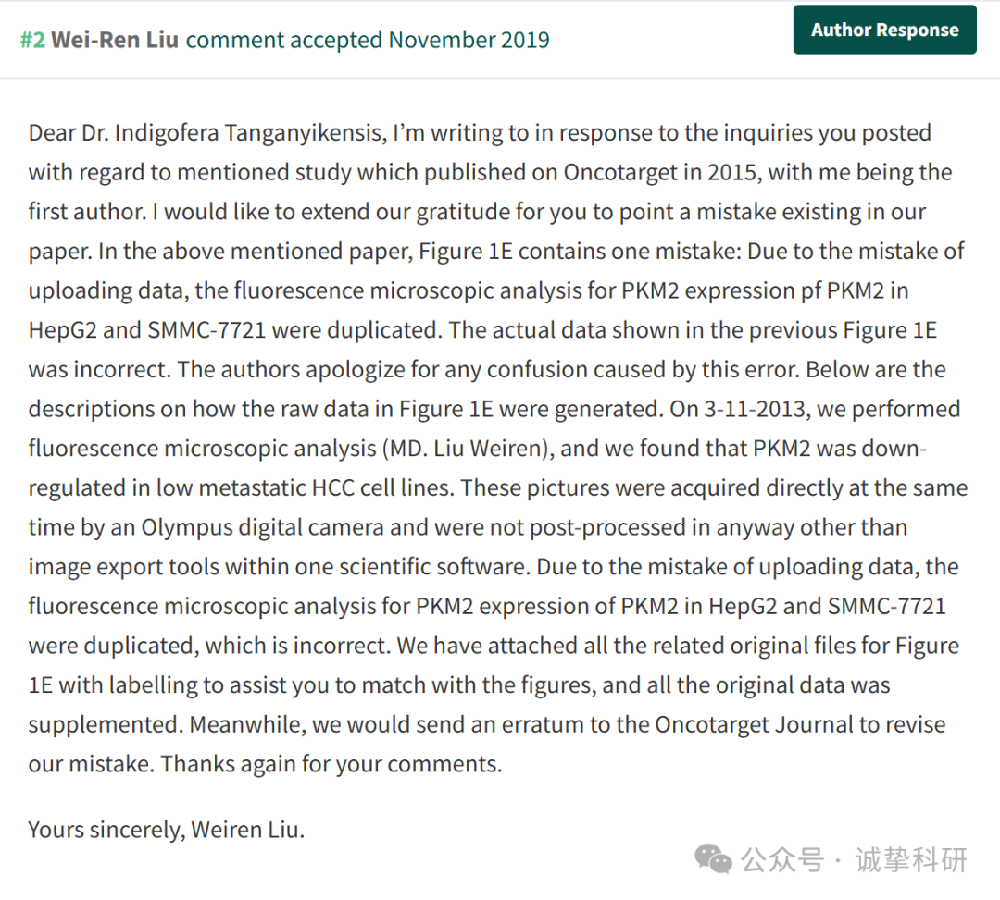 #2 Wei-Ren Liu comment accepted November 2019
Author Response
Dear Dr. Indigofera Tanganyikensis, I’m writing to in response to the inquiries you posted
with regard to mentioned study which published on Oncotarget in 2015, with me being the
first author. I would like to extend our gratitude for you to point a mistake existing in our
paper. In the above mentioned paper, Figure 1E contains one mistake: Due to the mistake of
uploading data, the fluorescence microscopic analysis for PKM2 expression pf PKM2 in
HepG2 and SMMC-7721 were duplicated. The actual data shown in the previous Figure 1E
was incorrect. The authors apologize for any confusion caused by this error. Below are the
descriptions on how the raw data in Figure 1E were generated. On 3-11-2013, we performed
fluorescence microscopic analysis (MD. Liu Weiren), and we found that PKM2 was down-
regulated in low metastatic HCC cell lines. These pictures were acquired directly at the same
time by an Olympus digital camera and were not post-processed in anyway other than
image export tools within one scientific software. Due to the mistake of uploading data, the
fluorescence microscopic analysis for PKM2 expression of PKM2 in HepG2 and SMMC-7721
were duplicated, which is incorrect. We have attached all the related original files for Figure
1E with labelling to assist you to match with the figures, and all the original data was
supplemented. Meanwhile, we would send an erratum to the Oncotarget Journal to revise
our mistake. Thanks again for your comments.
Yours sincerely, Weiren Liu.
公众号 · 诚挚科研